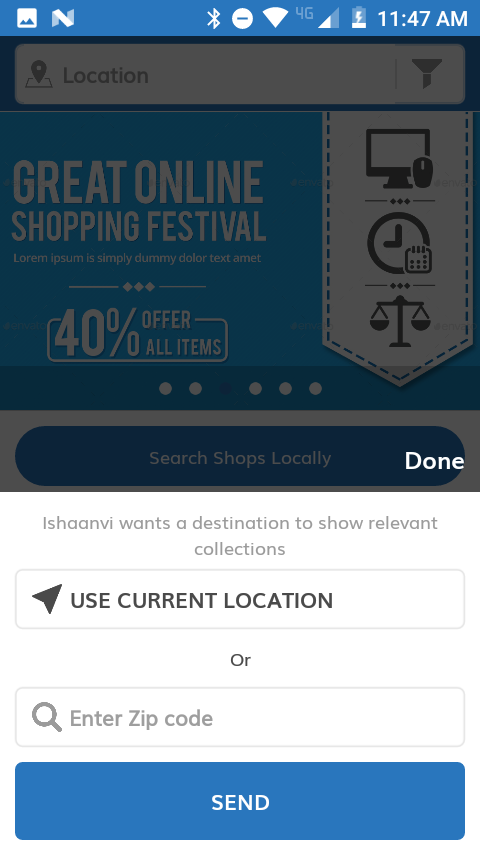 4G 11:47 AM
Location
GREAT ONLINE
SHOPPING FESTIVAL
Lorem ipsum is simply dummy dolor text amet
40% OFFER
ALL ITEMS
Search Shops Locally
Done
Ishaanvi wants a destination to show relevant
collections
USE CURRENT LOCATION
Or
Enter Zip code
SEND